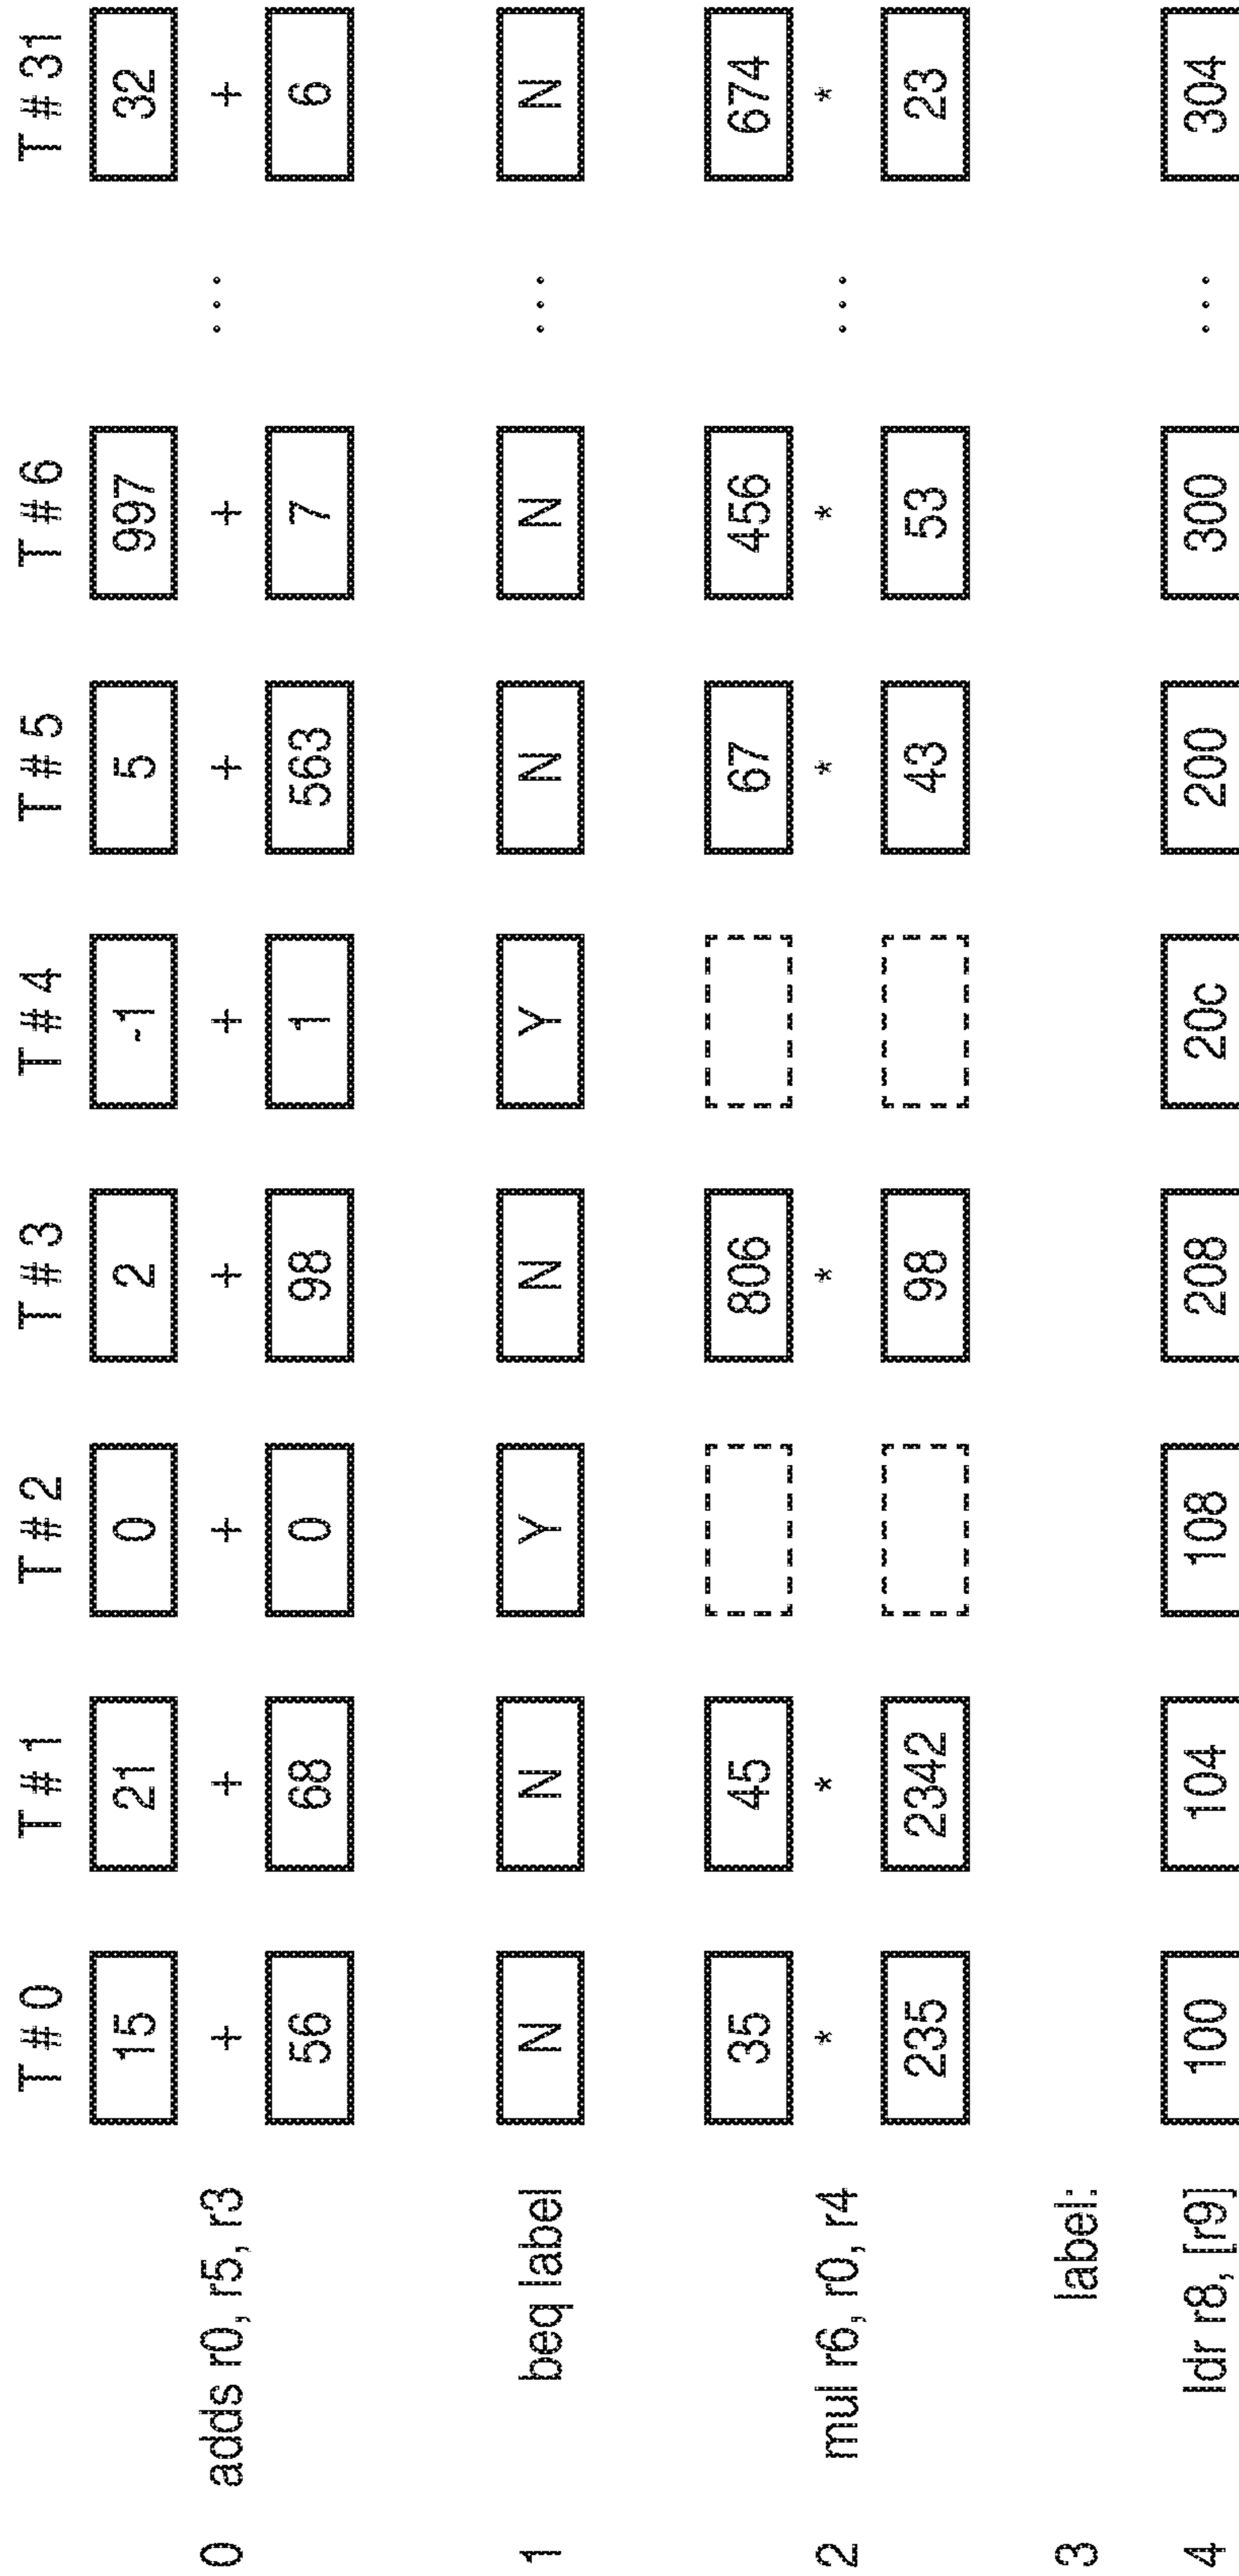 T # 0 T # 1 T # 2 T # 3 T # 4 T # 5 T # 6 T # 31
15 21 0 2 -1 5 997 32
0 adds r0, r5, r3 + + + + + + + ... +
56 68 0 98 1 563 7 6
1 beq label N N Y N Y N N ... N
35 45 806 67 456 674
2 mul r6, r0, r4 * * * * * ... *
235 2342 98 43 53 23
3 label:
4 ldr r8, [r9] 100 104 108 208 20c 200 300 ... 304